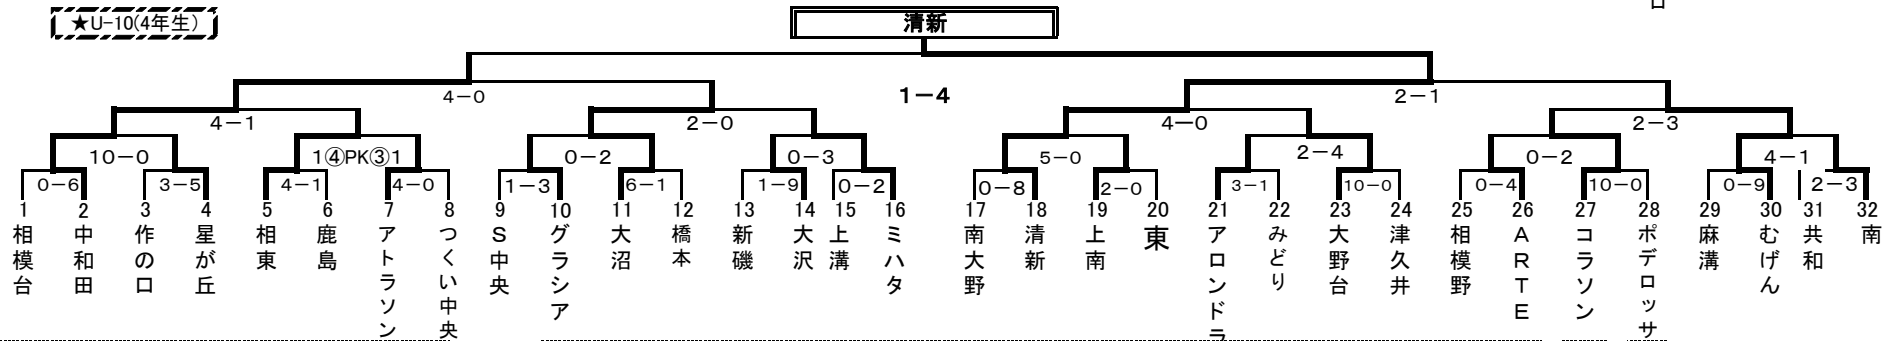 ★U-10(4年生)
清新
4－0
1－4
2－1
4－1
2－0
4－0
2－3
10－0
1④PK③1
0－2
0－3
5－0
2－4
0－2
4－1
0－6
3－5
4－1
4－0
1－3
6－1
1－9
0－2
0－8
2－0
3－1
10－0
0－4
10－0
0－9
2－3
1 相模台
2 中和田
3 作の口
4 星が丘
5 相東
6 鹿島
7 アトラソン
8 つくい中央
9 S中央
10 グラシア
11 大沼
12 橋本
13 新磯
14 大沢
15 上溝
16 ミハタ
17 南大野
18 清新
19 上南
20 東
21 アロンドラ
22 みどり
23 大野台
24 津久井
25 相模野
26 ARTE
27 コラソン
28 ポデロッサ
29 麻溝
30 むげん
31 共和
32 南